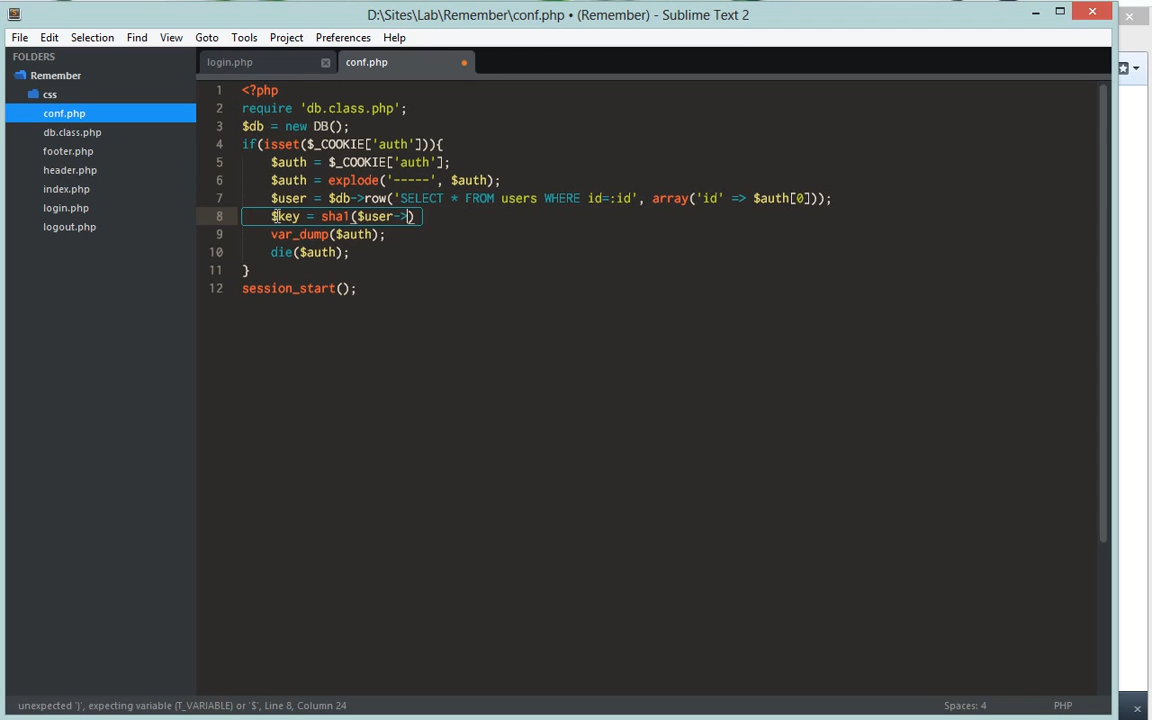 D:\Sites\Lab\Remember\conf.php • (Remember) - Sublime Text 2
File Edit Selection Find View Goto Tools Project Preferences Help
FOLDERS
Remember
css
conf.php
db.class.php
footer.php
header.php
index.php
login.php
logout.php
login.php conf.php
1 <?php
2 require 'db.class.php';
3 $db = new DB();
4 if(isset($_COOKIE['auth'])){
5 $auth = $_COOKIE['auth'];
6 $auth = explode('-----', $auth);
7 $user = $db->row('SELECT * FROM users WHERE id=:id', array('id' => $auth[0]));
8 $key = sha1($user->)
9 var_dump($auth);
10 die($auth);
11 }
12 session_start();
unexpected ')', expecting variable (T_VARIABLE) or '$', Line 8, Column 24 Spaces: 4 PHP